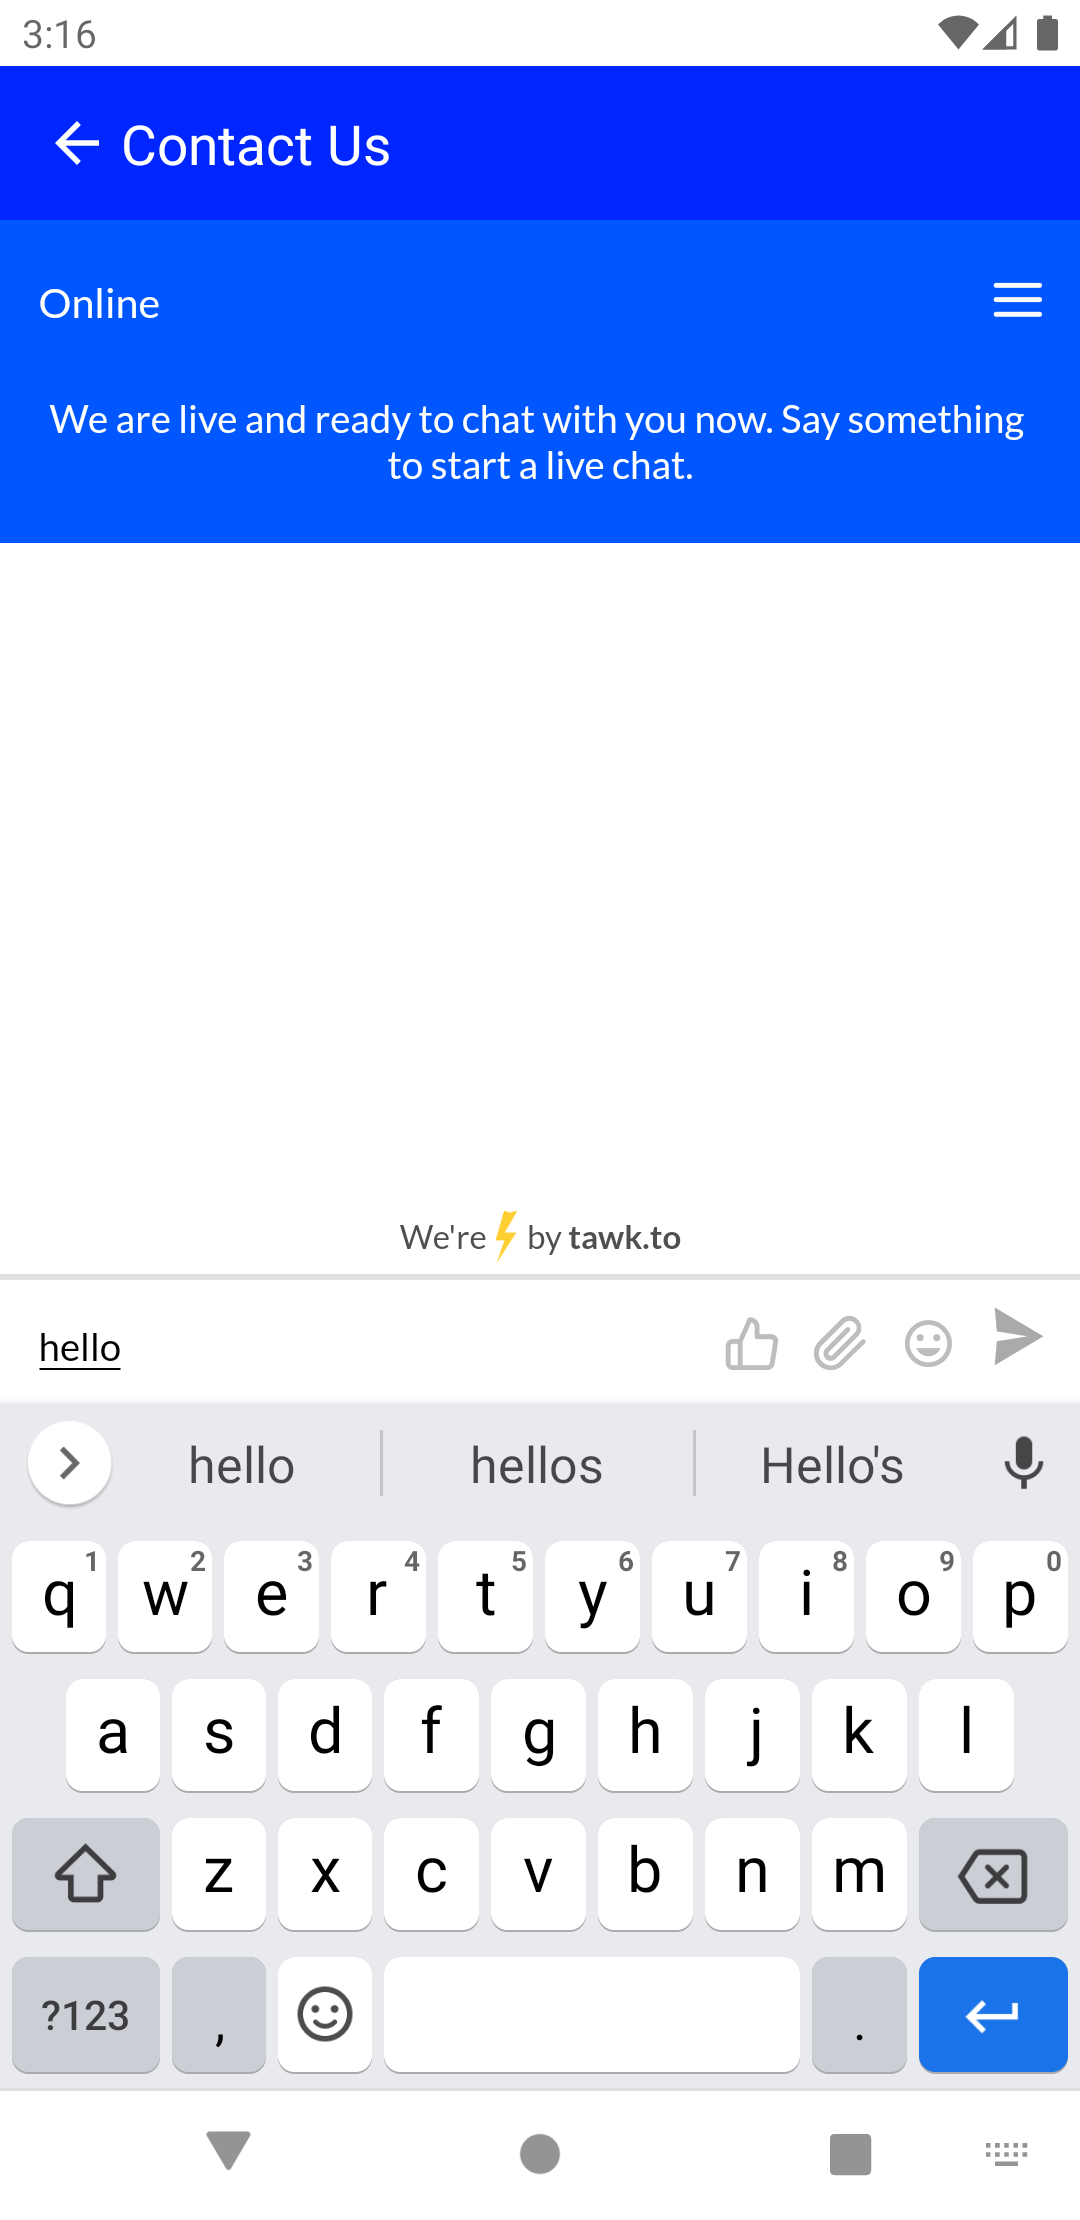 3:16
Contact Us
Online
We are live and ready to chat with you now. Say something
to start a live chat.
We're by tawk.to
hello
hello hellos Hello's
q 1 w 2 e 3 r 4 t 5 y 6 u 7 i 8 o 9 p 0
a s d f g h j k l
z x c v b n m
?123 , .